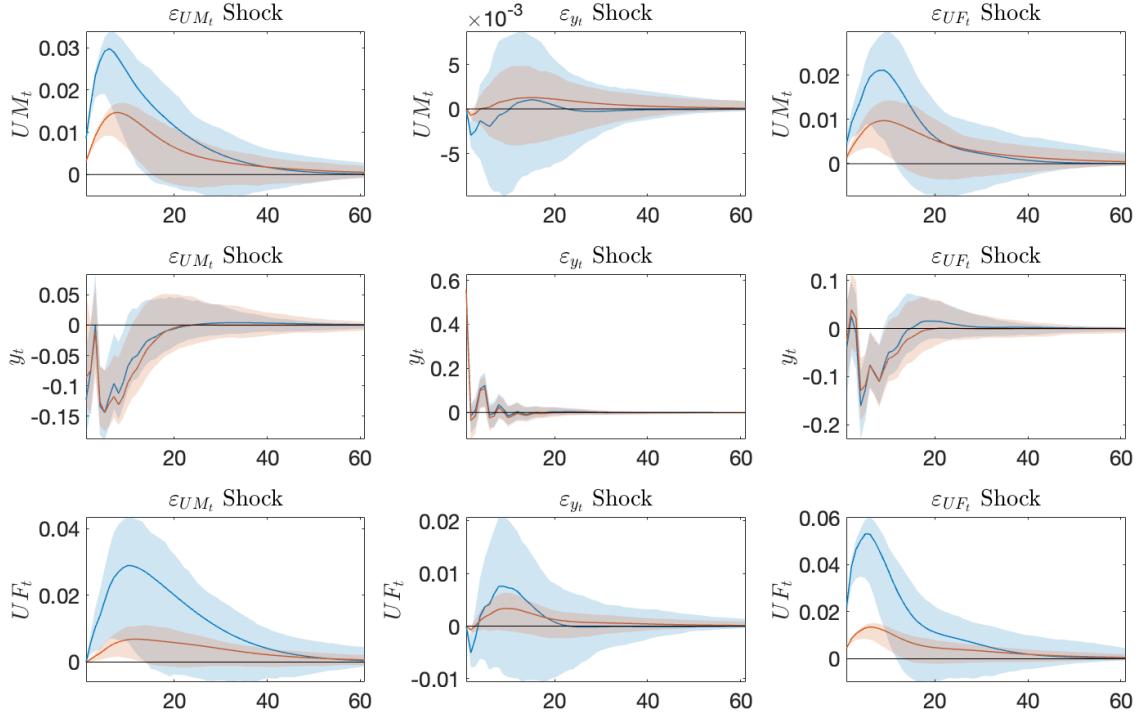 ε_{UM_t} Shock
ε_{y_t} Shock
ε_{UF_t} Shock
×10^{-3}
UM_t
0.03
0.02
0.01
0
20 40 60
UM_t
5
0
-5
20 40 60
UM_t
0.02
0.01
0
20 40 60
ε_{UM_t} Shock
ε_{y_t} Shock
ε_{UF_t} Shock
y_t
0.05
0
-0.05
-0.1
-0.15
20 40 60
y_t
0.6
0.4
0.2
0
20 40 60
y_t
0.1
0
-0.1
-0.2
20 40 60
ε_{UM_t} Shock
ε_{y_t} Shock
ε_{UF_t} Shock
UF_t
0.04
0.02
0
20 40 60
UF_t
0.02
0.01
0
-0.01
20 40 60
UF_t
0.06
0.04
0.02
0
20 40 60